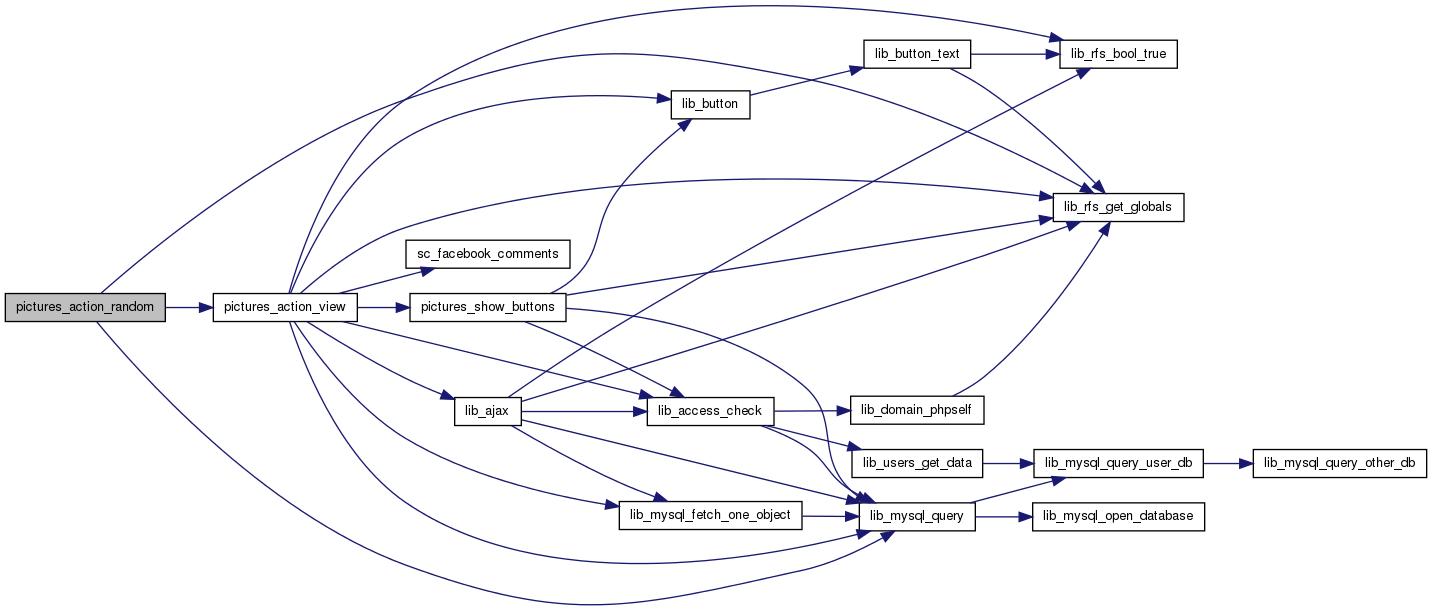 lib_button_text
lib_rfs_bool_true
lib_button
lib_rfs_get_globals
sc_facebook_comments
pictures_action_random
pictures_action_view
pictures_show_buttons
lib_ajax
lib_access_check
lib_domain_phpself
lib_users_get_data
lib_mysql_query_user_db
lib_mysql_query_other_db
lib_mysql_fetch_one_object
lib_mysql_query
lib_mysql_open_database